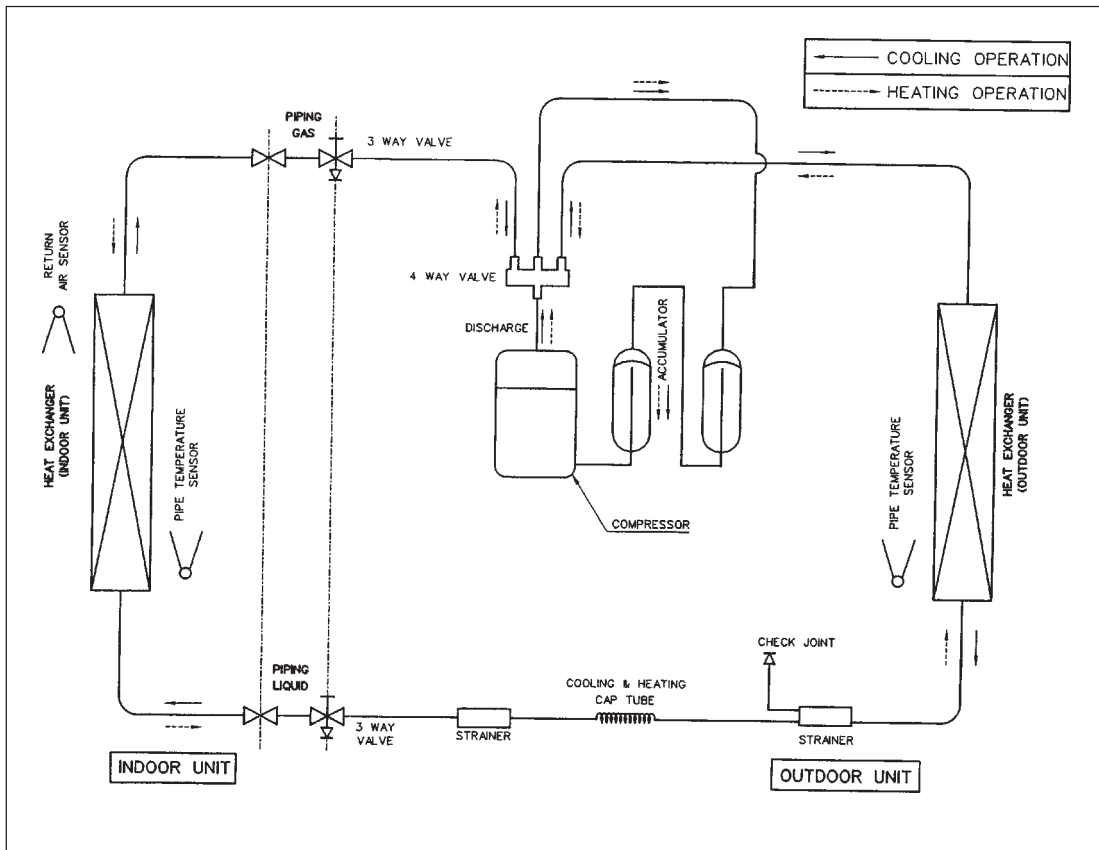 COOLING OPERATION
HEATING OPERATION
PIPING
GAS
3 WAY VALVE
RETURN
AIR SENSOR
4 WAY VALVE
DISCHARGE
ACCUMULATOR
HEAT EXCHANGER
(INDOOR UNIT)
PIPE TEMPERATURE
SENSOR
COMPRESSOR
PIPE TEMPERATURE
SENSOR
HEAT EXCHANGER
(OUTDOOR UNIT)
PIPING
LIQUID
3 WAY
VALVE
STRAINER
COOLING & HEATING
CAP TUBE
CHECK JOINT
STRAINER
INDOOR UNIT
OUTDOOR UNIT